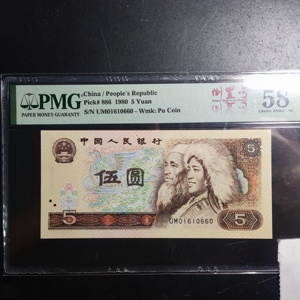 China / People's Republic
PMG
PAPER MONEY GUARANTY
Pick# 886 1980 5 Yuan
S/N UM01610660 - Wmk: Pu Coin
58
中国人民银行
伍圆
5
5
5
UM01610660